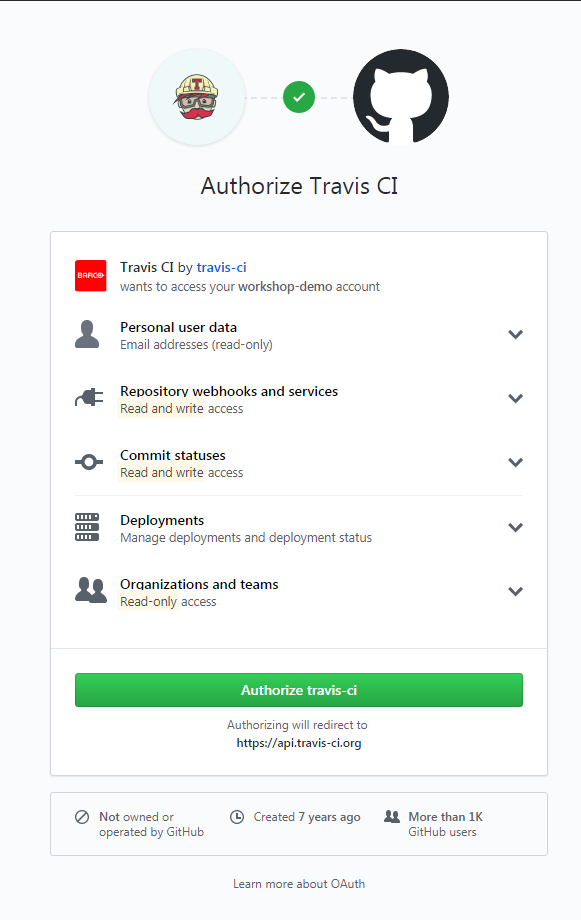 T
Authorize Travis CI
BARCO
Travis CI by travis-ci
wants to access your workshop-demo account
Personal user data
Email addresses (read-only)
Repository webhooks and services
Read and write access
Commit statuses
Read and write access
Deployments
Manage deployments and deployment status
Organizations and teams
Read-only access
Authorize travis-ci
Authorizing will redirect to
https://api.travis-ci.org
Not owned or
operated by GitHub
Created 7 years ago
More than 1K
GitHub users
Learn more about OAuth